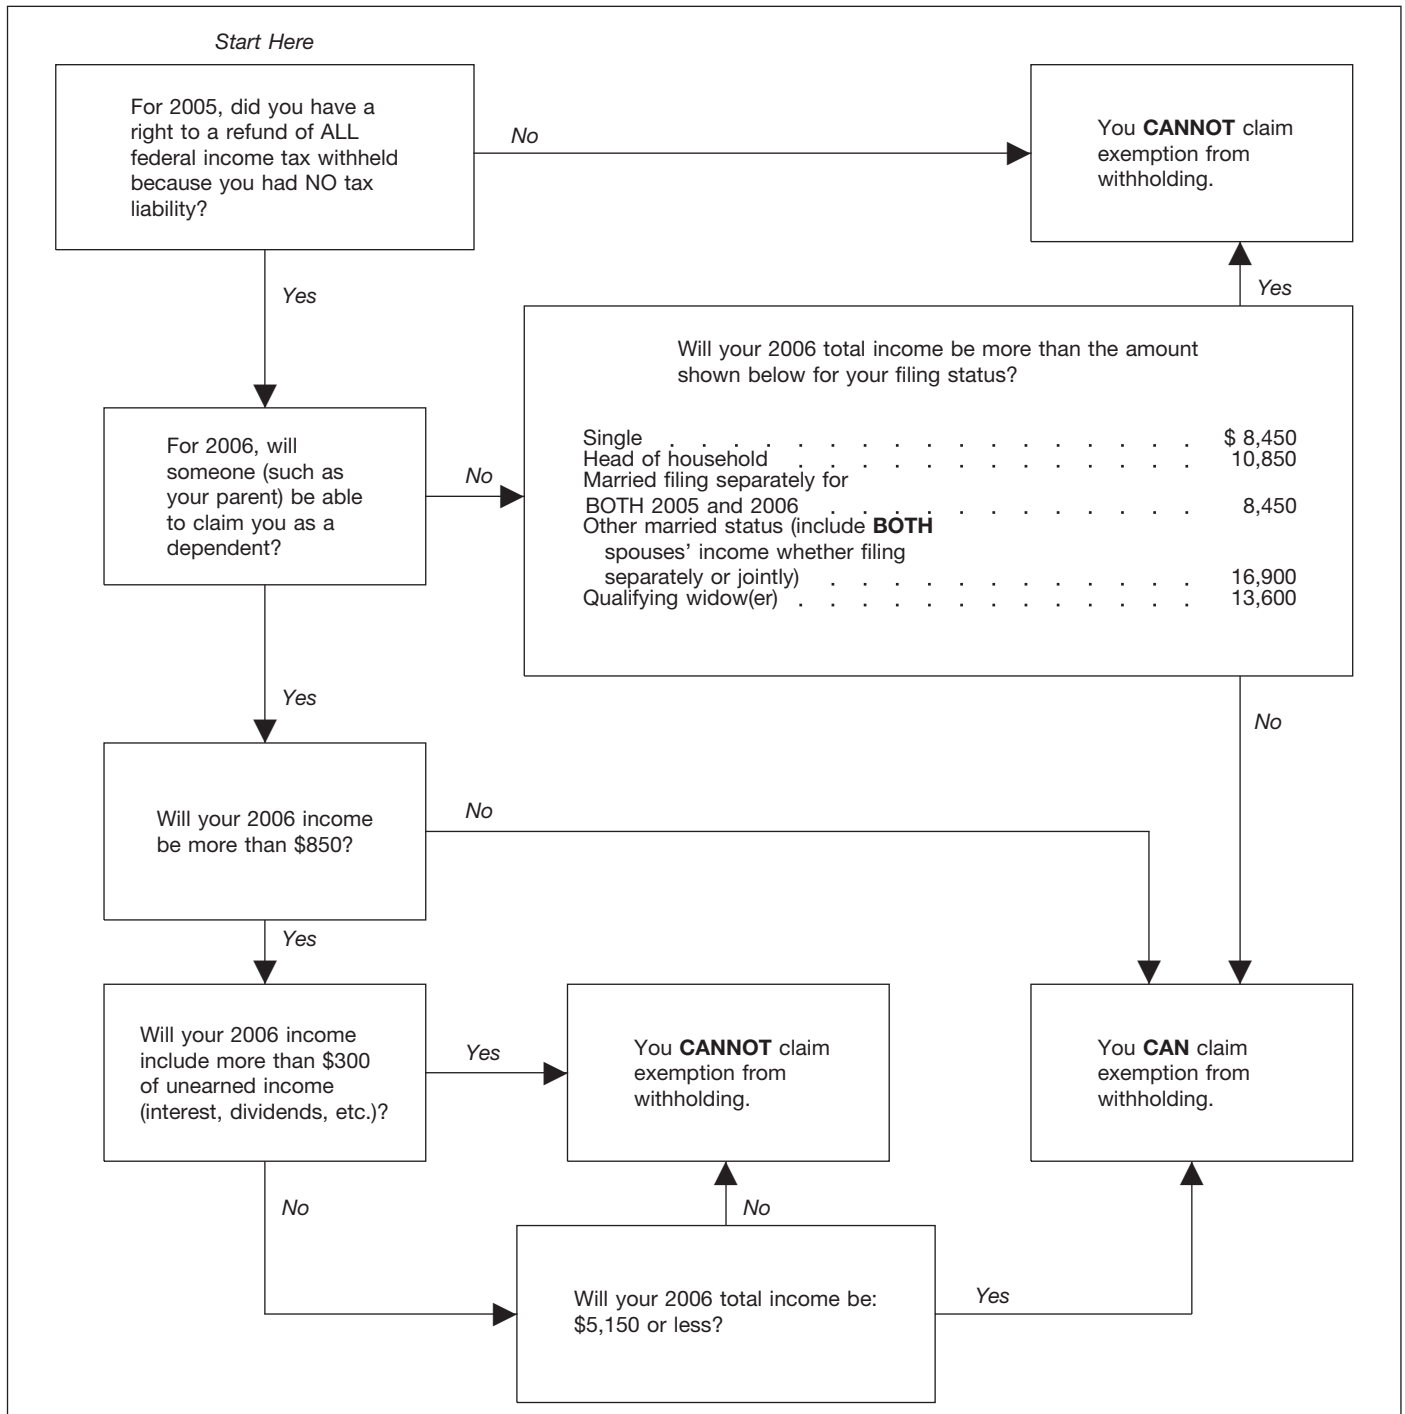 Start Here
For 2005, did you have a
right to a refund of ALL
federal income tax withheld
because you had NO tax
liability?
No
You CANNOT claim
exemption from
withholding.
Yes
Yes
Will your 2006 total income be more than the amount
shown below for your filing status?
Single . . . . . . . . . . . . . . . . . $ 8,450
Head of household . . . . . . . . . . . . . 10,850
Married filing separately for
BOTH 2005 and 2006 . . . . . . . . . . . . 8,450
Other married status (include BOTH
spouses’ income whether filing
separately or jointly) . . . . . . . . . . . . 16,900
Qualifying widow(er) . . . . . . . . . . . . . 13,600
For 2006, will
someone (such as
your parent) be able
to claim you as a
dependent?
No
Yes
No
Will your 2006 income
be more than $850?
No
Yes
Will your 2006 income
include more than $300
of unearned income
(interest, dividends, etc.)?
Yes
You CANNOT claim
exemption from
withholding.
You CAN claim
exemption from
withholding.
No
No
Will your 2006 total income be:
$5,150 or less?
Yes